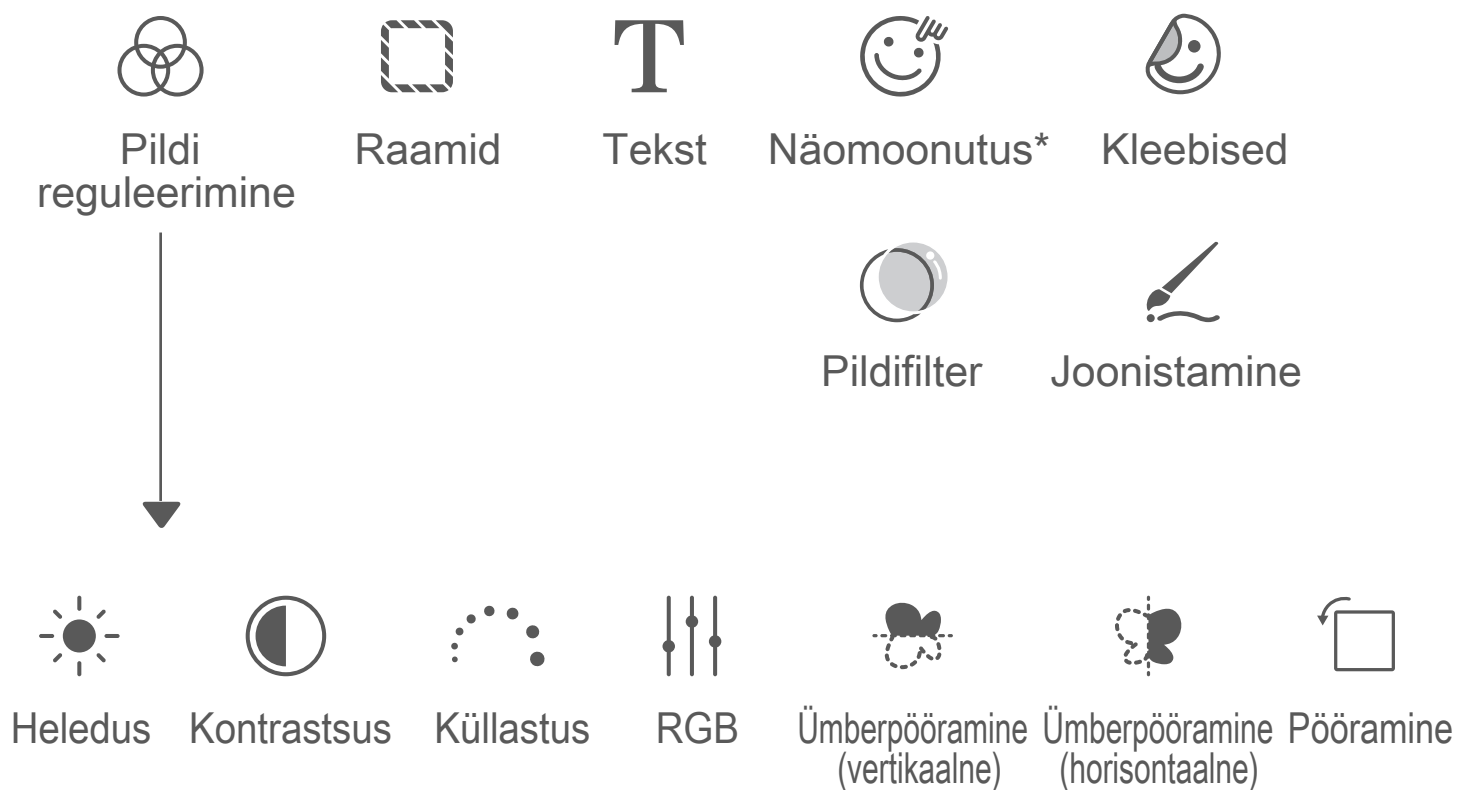 Pildi
reguleerimine
Raamid
Tekst
Näomoonutus*
Kleebised
Pildifilter
Joonistamine
Heledus
Kontrastsus
Küllastus
RGB
Ümberpööramine
(vertikaalne)
Ümberpööramine
(horisontaalne)
Pööramine